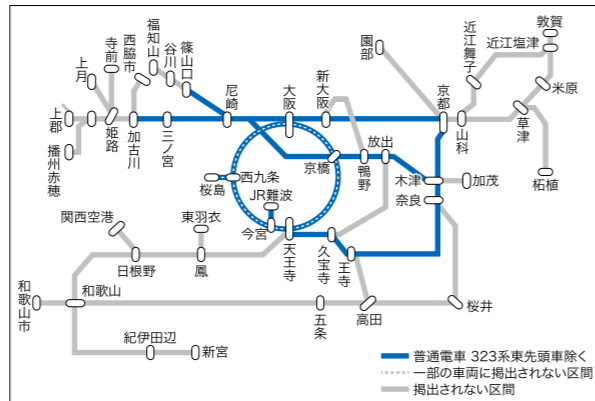 敦賀
近江塩津
近江舞子
園部
福知山
谷川
篠山口
西脇市
寺前
上月
尼崎
大阪
新大阪
京都
米原
上郡
姫路
加古川
三ノ宮
山科
草津
播州赤穂
京橋
鴨野
放出
柘植
桜島
西九条
木津
加茂
JR難波
奈良
関西空港
東羽衣
今宮
天王寺
久宝寺
王寺
日根野
鳳
和歌山市
和歌山
五条
高田
桜井
紀伊田辺
新宮
普通電車 323系東先頭車除く
一部の車両に掲出されない区間
掲出されない区間